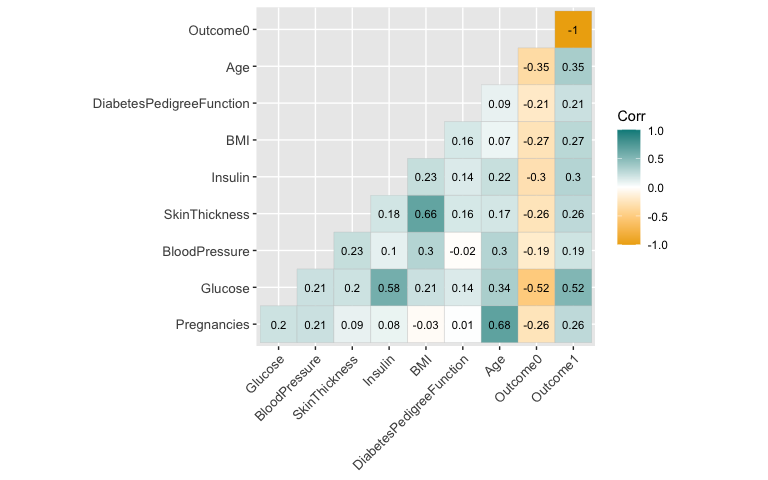 Outcome0 -1
Age -0.35 0.35
DiabetesPedigreeFunction 0.09 -0.21 0.21
BMI 0.16 0.07 -0.27 0.27
Insulin 0.23 0.14 0.22 -0.3 0.3
SkinThickness 0.18 0.66 0.16 0.17 -0.26 0.26
BloodPressure 0.23 0.1 0.3 -0.02 0.3 -0.19 0.19
Glucose 0.21 0.2 0.58 0.21 0.14 0.34 -0.52 0.52
Pregnancies 0.2 0.21 0.09 0.08 -0.03 0.01 0.68 -0.26 0.26
Glucose
BloodPressure
SkinThickness
Insulin
BMI
DiabetesPedigreeFunction
Age
Outcome0
Outcome1
Corr
1.0
0.5
0.0
-0.5
-1.0